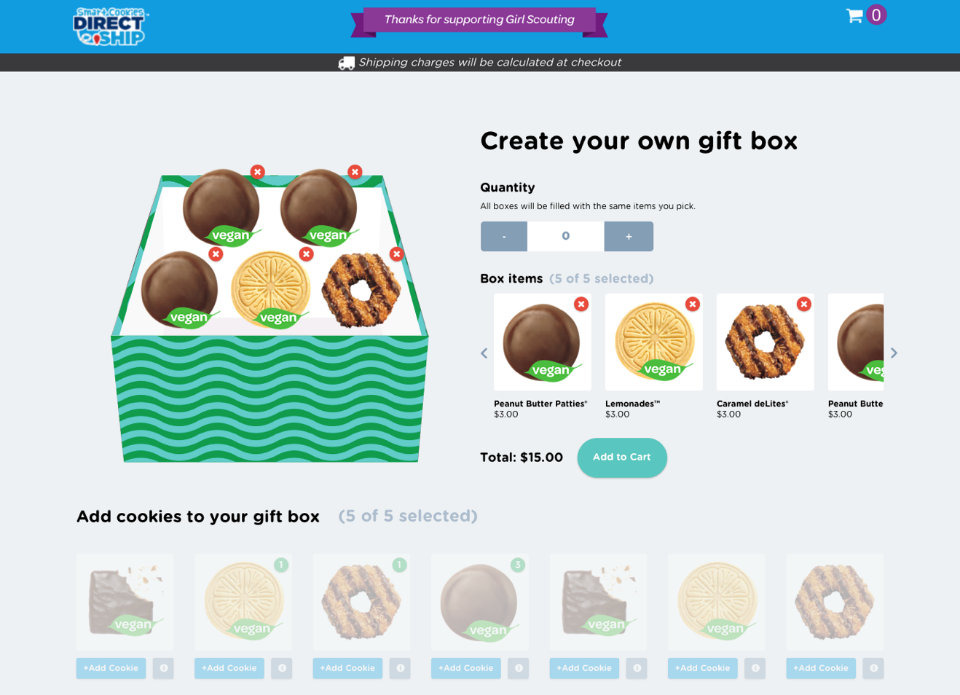 Smart Cookies
DIRECT
SHIP
Thanks for supporting Girl Scouting
0
Shipping charges will be calculated at checkout
Create your own gift box
Quantity
All boxes will be filled with the same items you pick.
- 0 +
Box items (5 of 5 selected)
vegan vegan
vegan vegan
vegan vegan ve
Peanut Butter Patties® Lemonades™ Caramel deLites® Peanut Butte
$3.00 $3.00 $3.00 $3.00
Total: $15.00 Add to Cart
Add cookies to your gift box (5 of 5 selected)
1 1 3
vegan vegan vegan vegan vegan
+Add Cookie +Add Cookie +Add Cookie +Add Cookie +Add Cookie +Add Cookie +Add Cookie